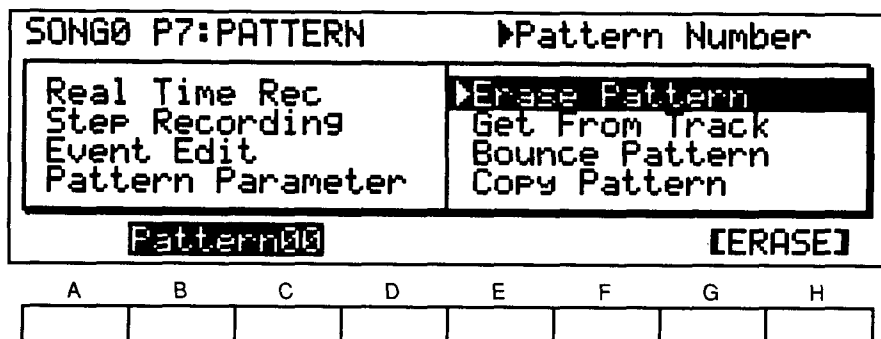 SONG0 P7:PATTERN ▶Pattern Number
Real Time Rec
Step Recording
Event Edit
Pattern Parameter
▶Erase Pattern
Get From Track
Bounce Pattern
Copy Pattern
Pattern00 [ERASE]
A B C D E F G H